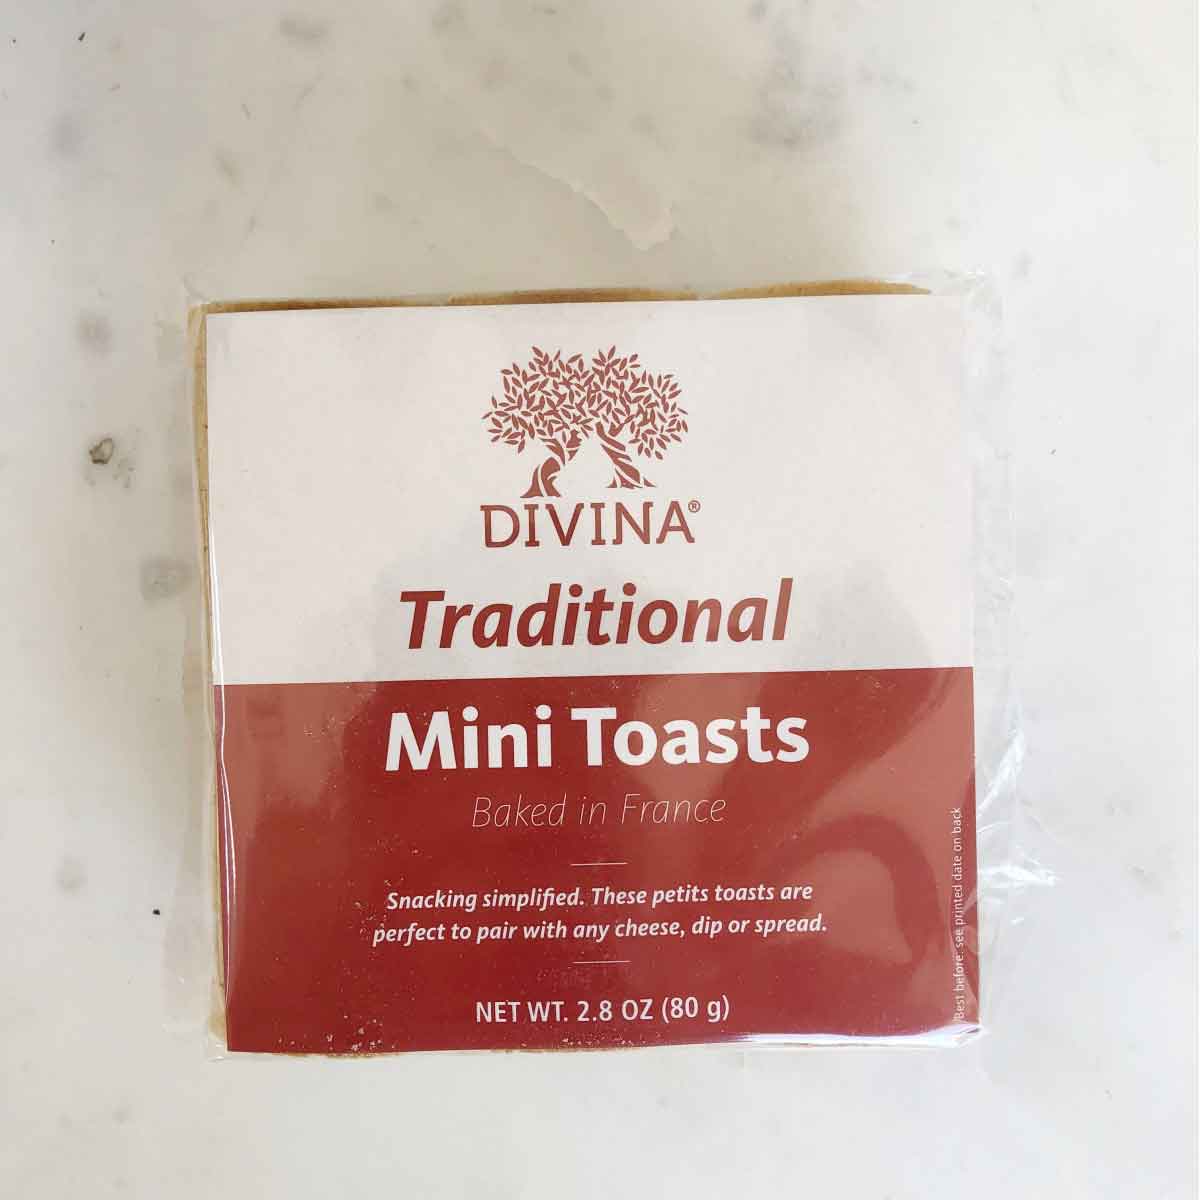 DIVINA®
Traditional
Mini Toasts
Baked in France
Snacking simplified. These petits toasts are
perfect to pair with any cheese, dip or spread.
NET WT. 2.8 OZ (80 g)
Best before: see printed date on back